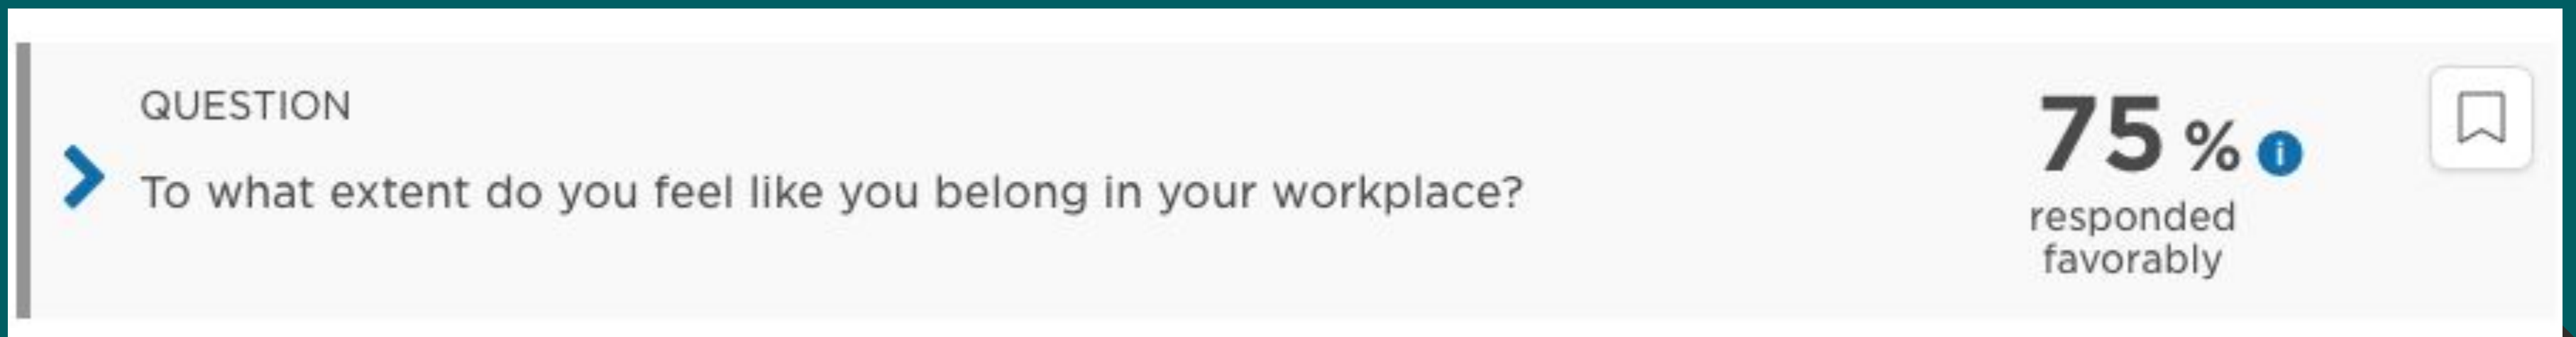 QUESTION
To what extent do you feel like you belong in your workplace?
75 % i
responded
favorably